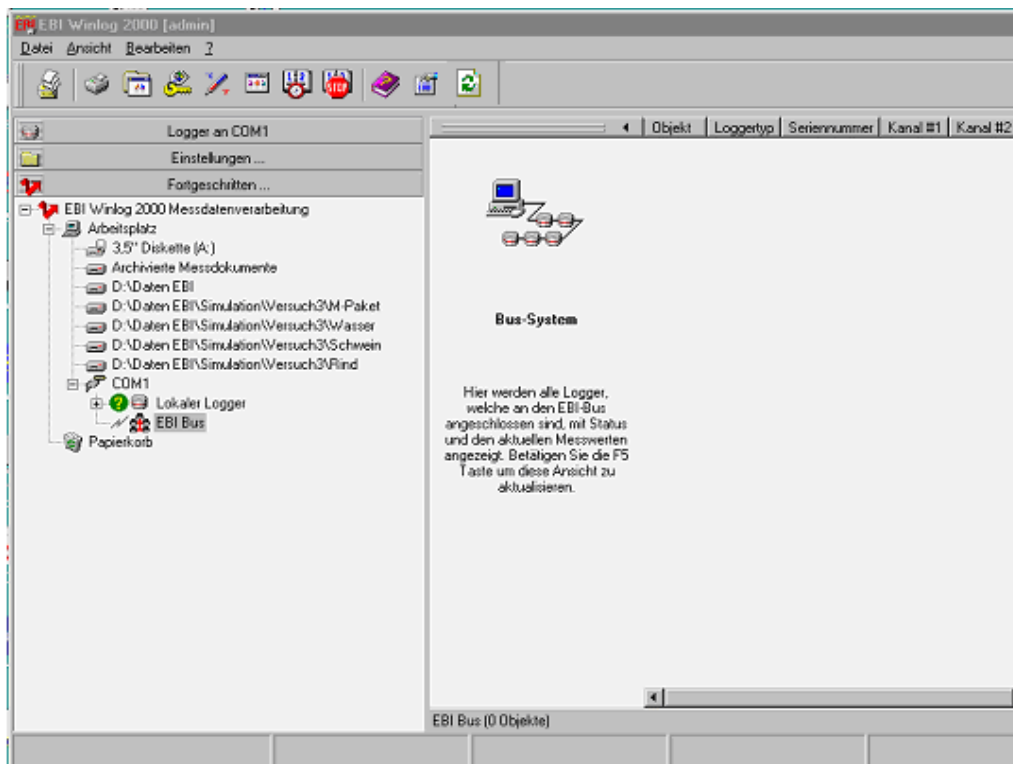 EBI EBI Winlog 2000 [admin]
Datei Ansicht Bearbeiten ?
STOP
Logger an COM1
Einstellungen ...
Fortgeschritten ...
EBI Winlog 2000 Messdatenverarbeitung
Arbeitsplatz
3,5" Diskette (A:)
Archivierte Messdokumente
D:\Daten EBI
D:\Daten EBI\Simulation\Versuch3\M-Paket
D:\Daten EBI\Simulation\Versuch3\Wasser
D:\Daten EBI\Simulation\Versuch3\Schwein
D:\Daten EBI\Simulation\Versuch3\Rind
COM1
Lokaler Logger
EBI Bus
Papierkorb
Objekt Loggertyp Seriennummer Kanal #1 Kanal #2
Bus-System
Hier werden alle Logger,
welche an den EBI-Bus
angeschlossen sind, mit Status
und den aktuellen Messwerten
angezeigt. Betätigen Sie die F5
Taste um diese Ansicht zu
aktualisieren.
EBI Bus (0 Objekte)